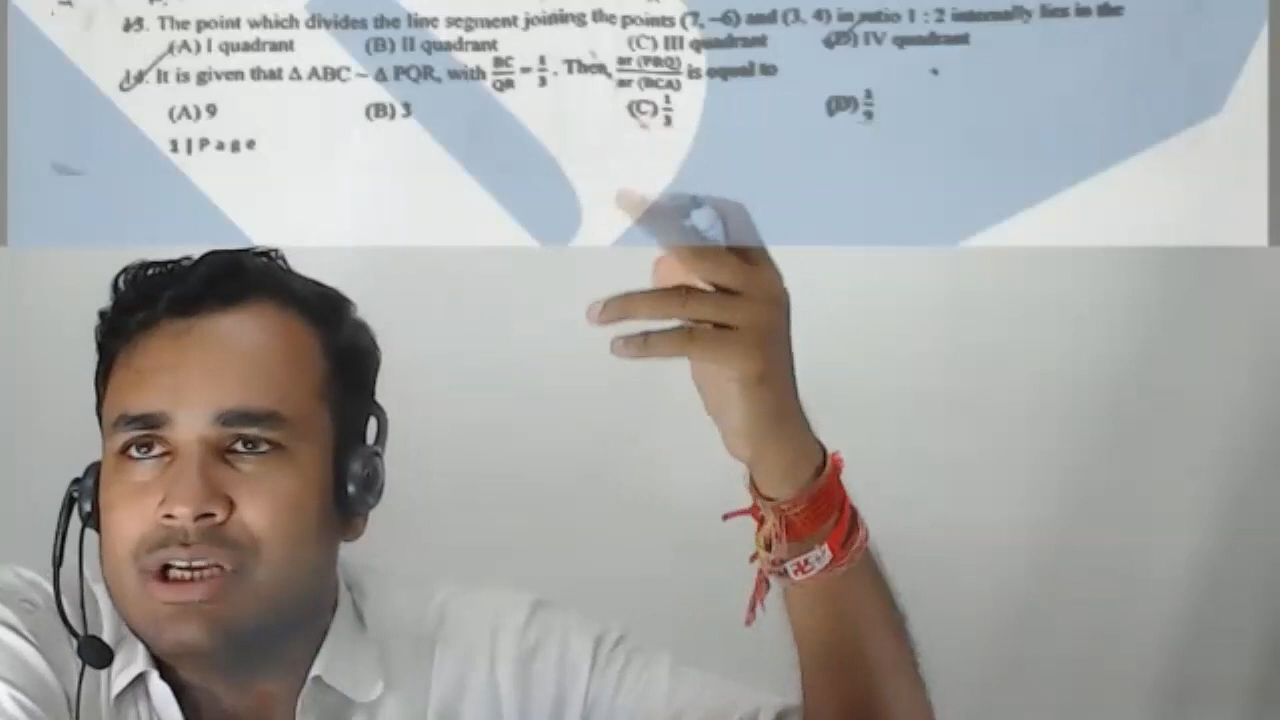 15. The point which divides the line segment joining the points (7, –6) and (3, 4) in ratio 1 : 2 internally lies in the
(A) I quadrant (B) II quadrant (C) III quadrant (D) IV quadrant
14. It is given that Δ ABC ~ Δ PQR, with BC/QR = 1/3. Then, ar (PRQ)/ar (BCA) is equal to
(A) 9 (B) 3 (C) 1/3 (D) 1/9
1 | P a g e